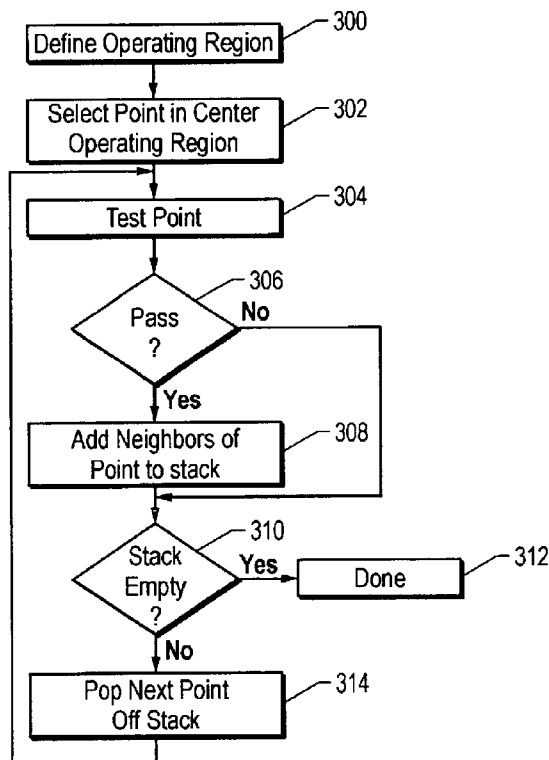 300
Define Operating Region
Select Point in Center
Operating Region
302
304
Test Point
306
Pass
?
No
Yes
Add Neighbors of
Point to stack
308
310
Stack
Empty
?
Yes
Done
312
No
Pop Next Point
Off Stack
314